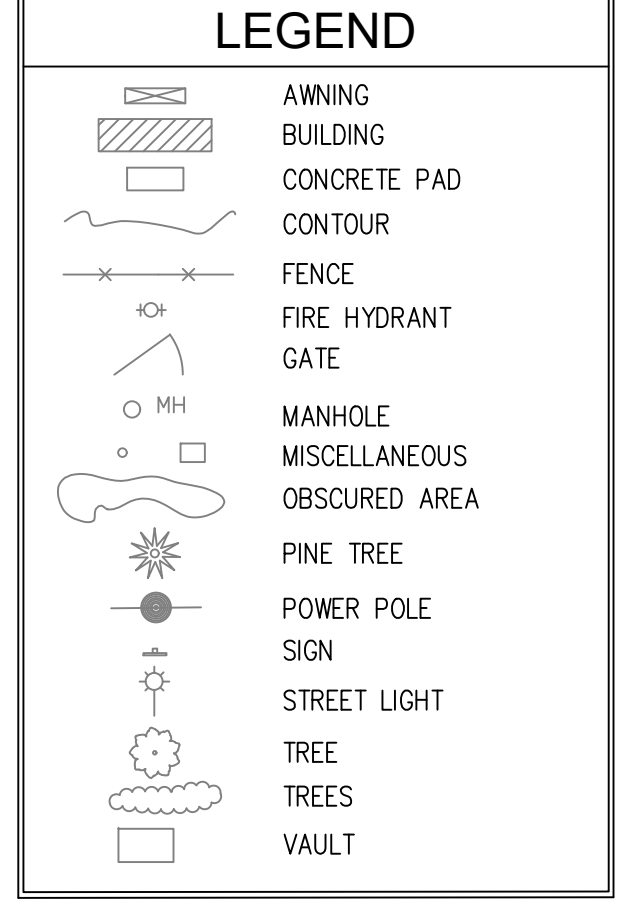 LEGEND
AWNING
BUILDING
CONCRETE PAD
CONTOUR
FENCE
FIRE HYDRANT
GATE
MH MANHOLE
MISCELLANEOUS
OBSCURED AREA
PINE TREE
POWER POLE
SIGN
STREET LIGHT
TREE
TREES
VAULT